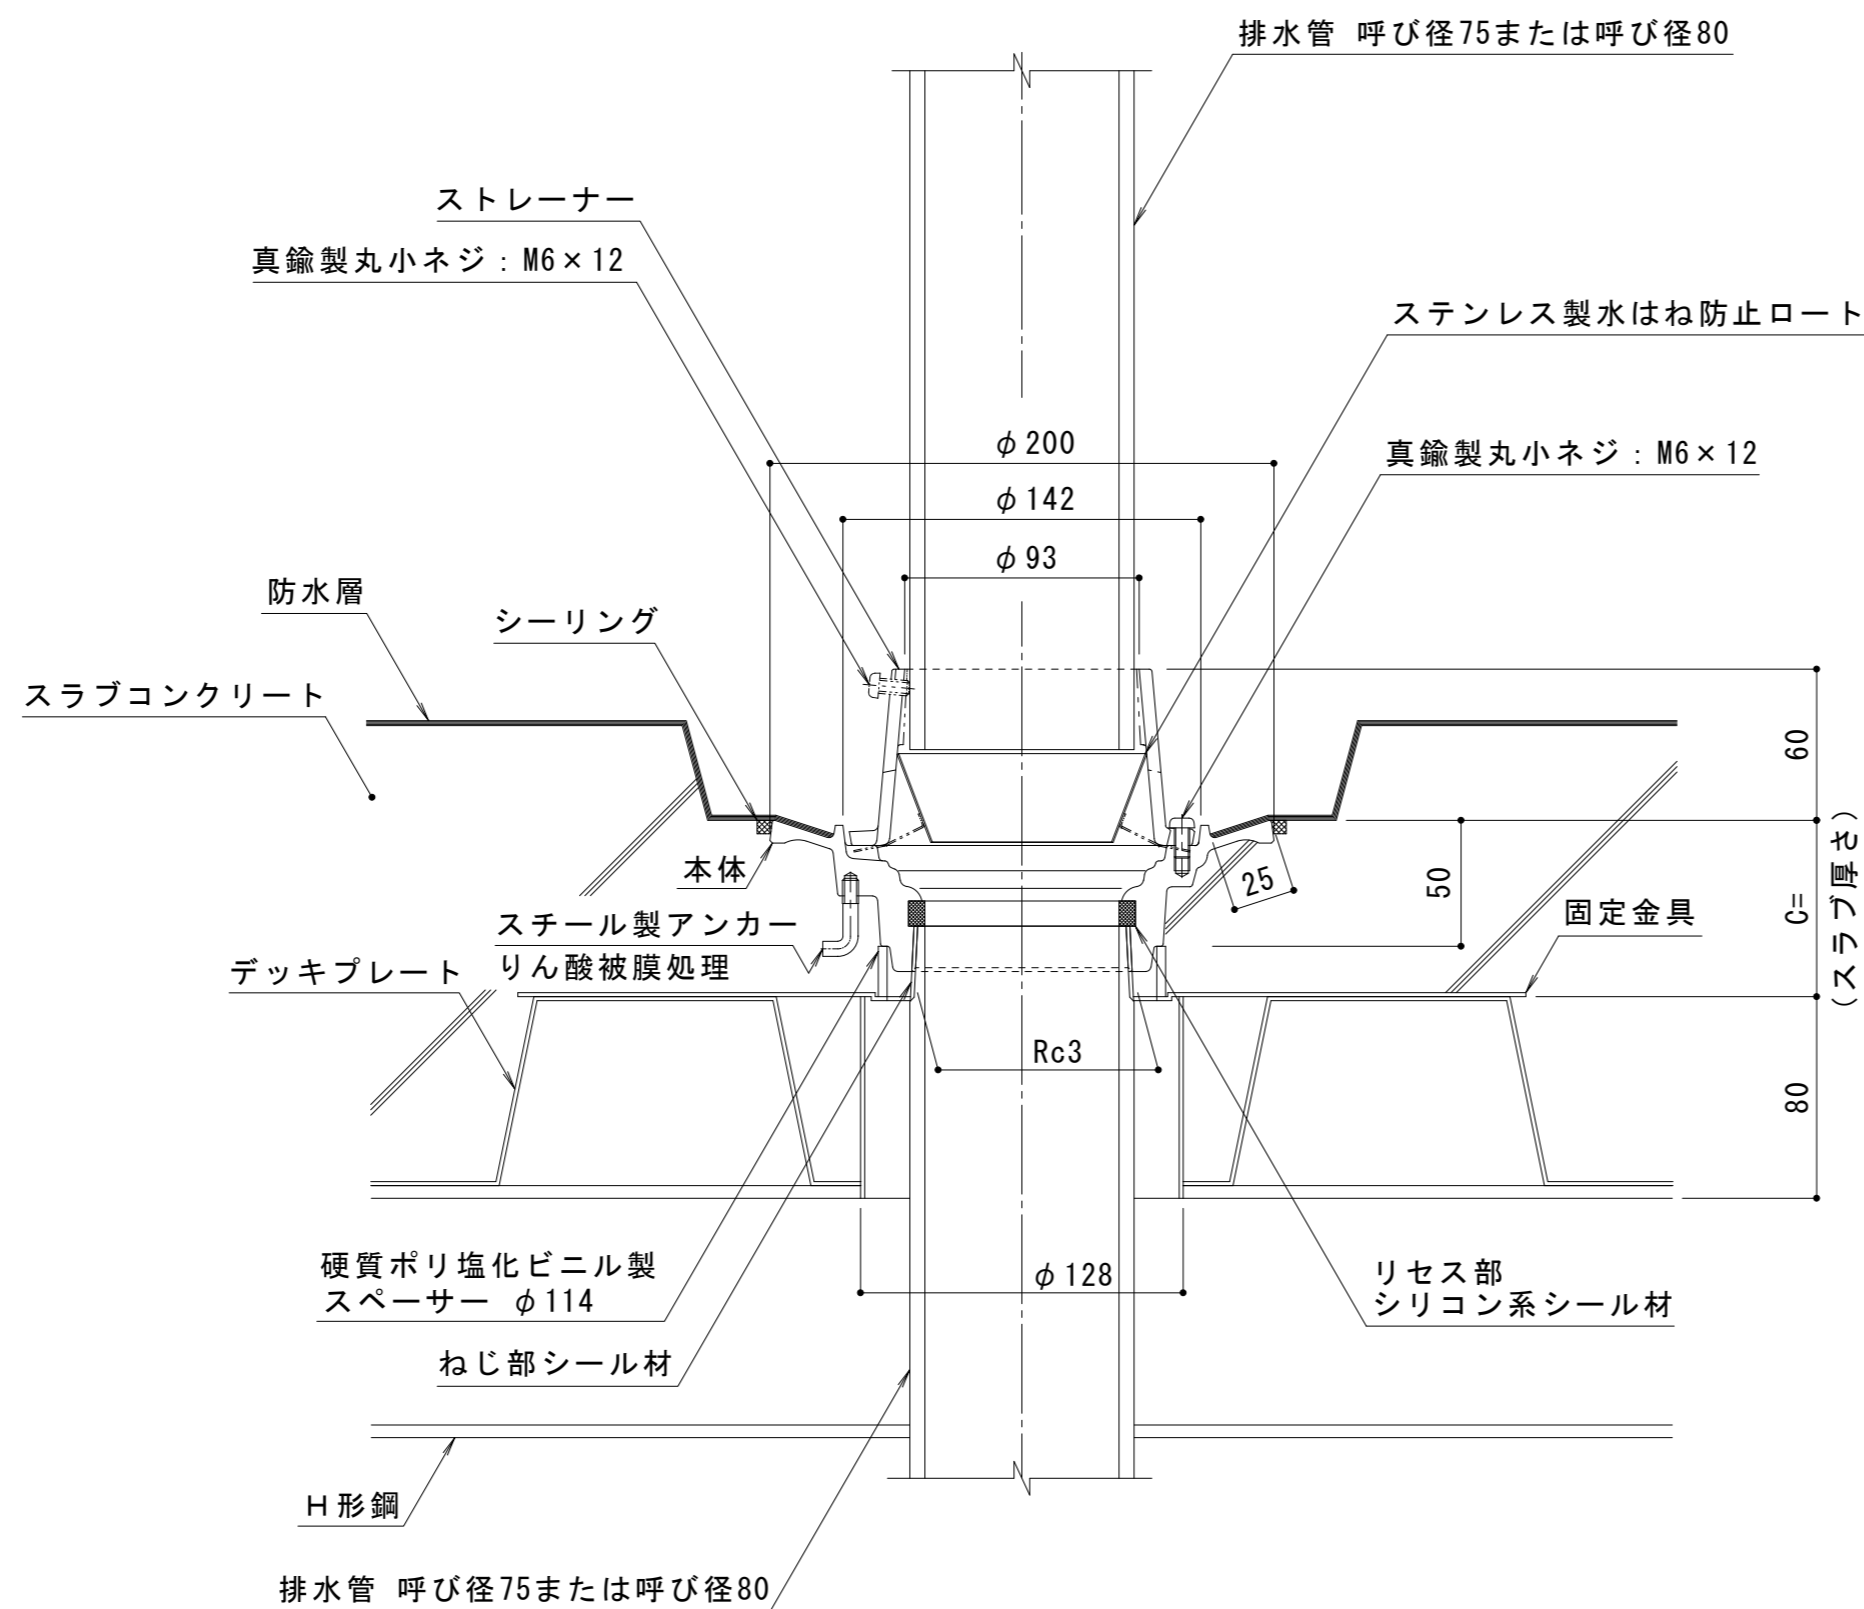 排水管 呼び径75または呼び径80
ストレーナー
真鍮製丸小ネジ：M6×12
ステンレス製水はね防止ロート
φ200
真鍮製丸小ネジ：M6×12
φ142
φ93
防水層
シーリング
スラブコンクリート
60
本体
25
50
C=
(スラブ厚さ)
固定金具
スチール製アンカー
りん酸被膜処理
デッキプレート
Rc3
80
硬質ポリ塩化ビニル製
スペーサー φ114
φ128
リセス部
シリコン系シール材
ねじ部シール材
H形鋼
排水管 呼び径75または呼び径80